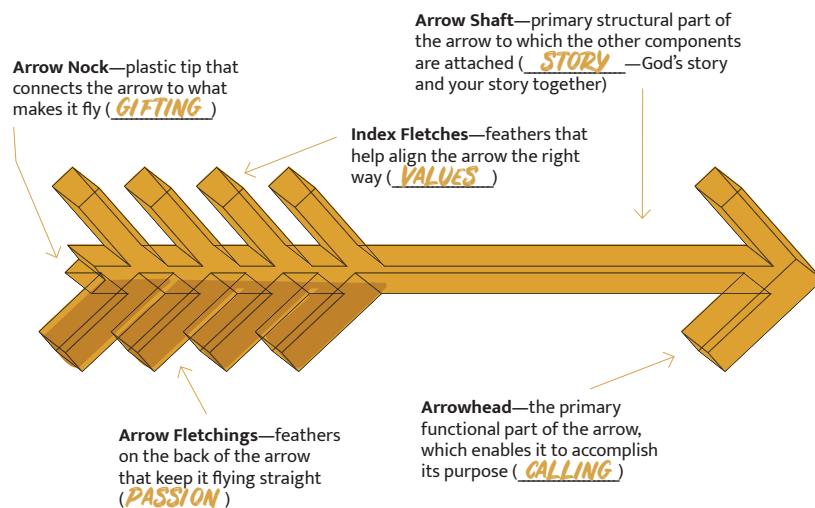 Arrow Shaft—primary structural part of
the arrow to which the other components
are attached (STORY—God's story
and your story together)
Arrow Nock—plastic tip that
connects the arrow to what
makes it fly (GIFTING)
Index Fletches—feathers that
help align the arrow the right
way (VALUES)
Arrow Fletchings—feathers
on the back of the arrow
that keep it flying straight
(PASSION)
Arrowhead—the primary
functional part of the arrow,
which enables it to accomplish
its purpose (CALLING)